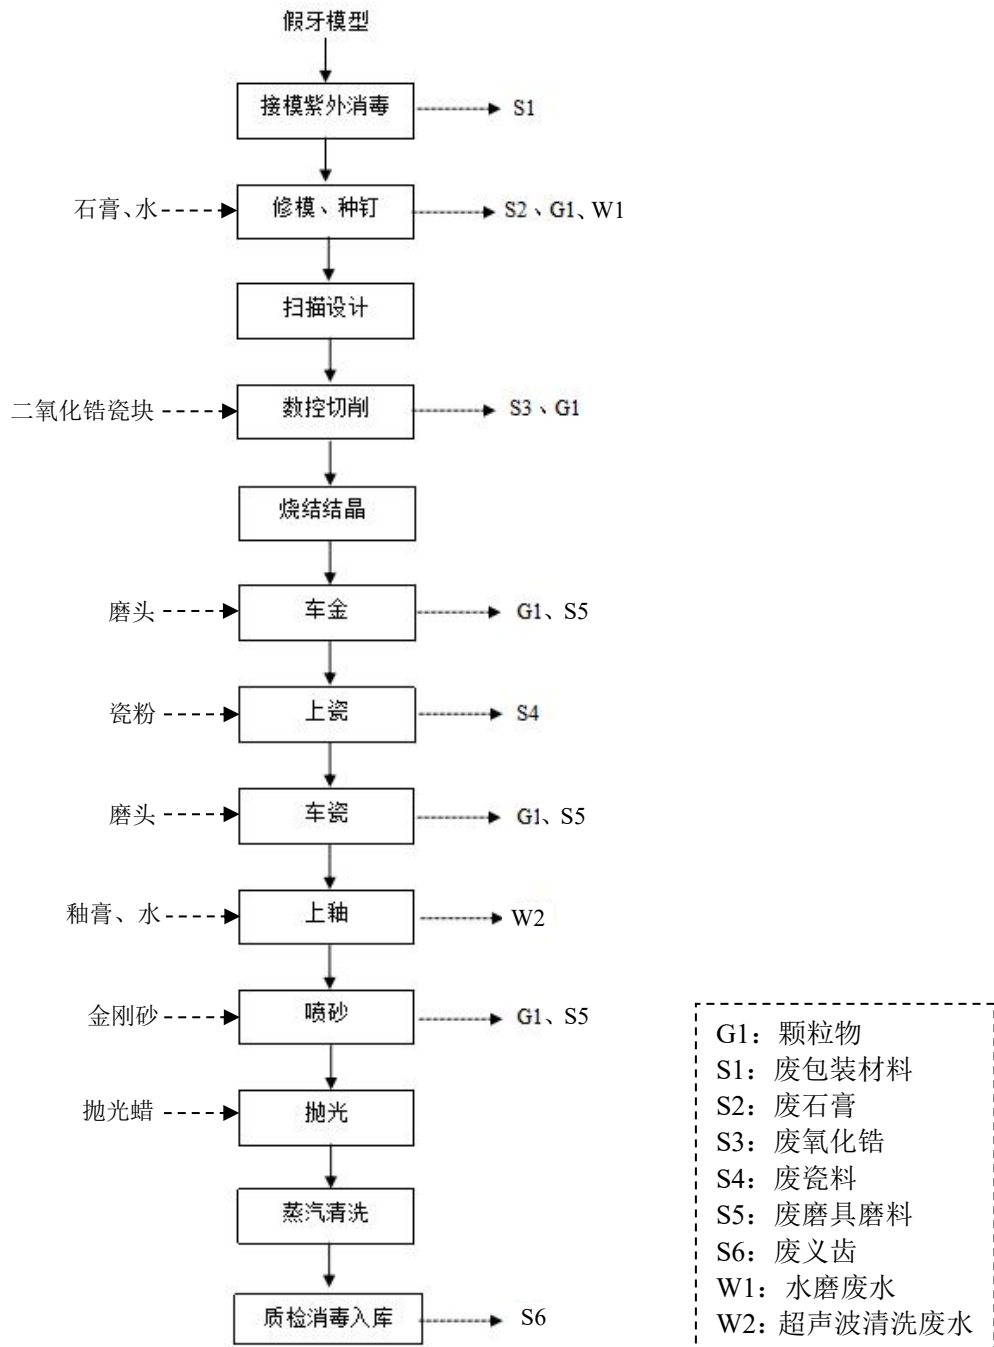 假牙模型
接模紫外消毒
S1
石膏、水
修模、种钉
S2、G1、W1
扫描设计
二氧化锆瓷块
数控切削
S3、G1
烧结结晶
磨头
车金
G1、S5
瓷粉
上瓷
S4
磨头
车瓷
G1、S5
釉膏、水
上釉
W2
金刚砂
喷砂
G1、S5
抛光蜡
抛光
蒸汽清洗
质检消毒入库
S6
G1：颗粒物
S1：废包装材料
S2：废石膏
S3：废氧化锆
S4：废瓷料
S5：废磨具磨料
S6：废义齿
W1：水磨废水
W2：超声波清洗废水